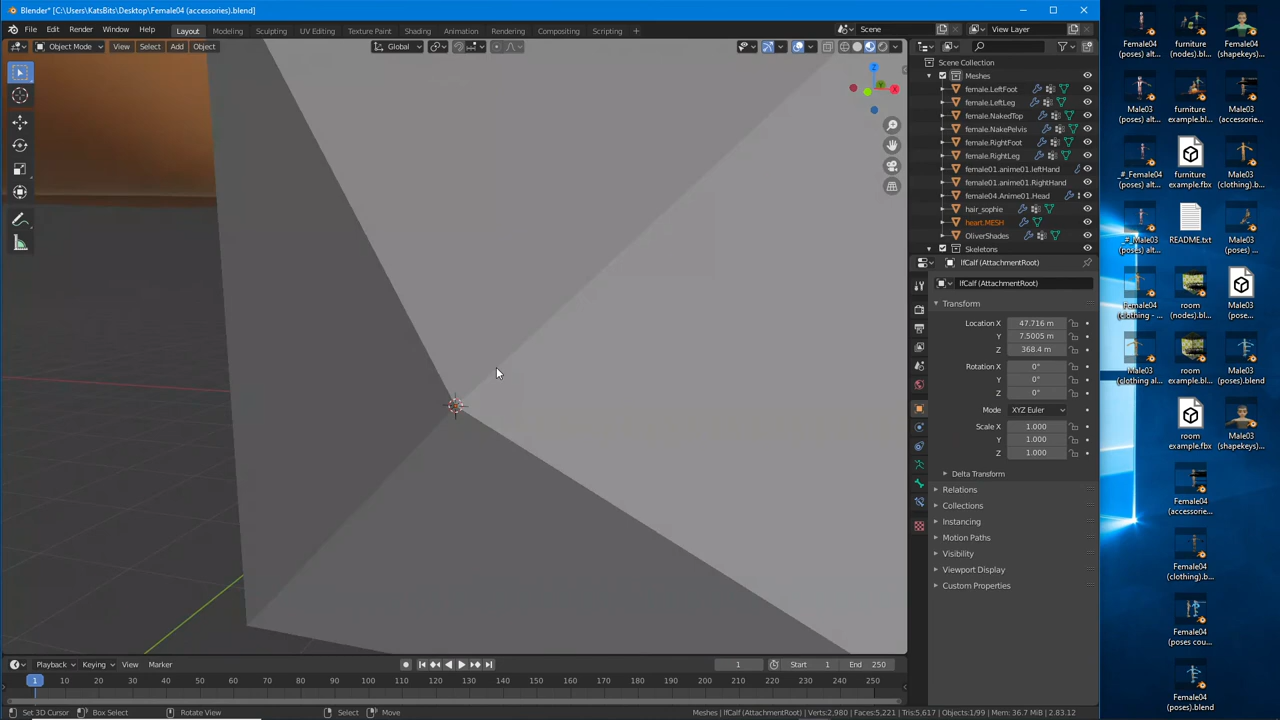 Blender* [C:\Users\KatsBits\Desktop\Female04 (accessories).blend]
File Edit Render Window Help
Layout Modeling Sculpting UV Editing Texture Paint Shading Animation Rendering Compositing Scripting +
Scene
View Layer
Object Mode View Select Add Object
Global
Scene Collection
Meshes
female.LeftFoot
female.LeftLeg
female.NakedTop
female.NakePelvis
female.RightFoot
female.RightLeg
female01.anime01.leftHand
female01.anime01.RightHand
female04.Anime01.Head
hair_sophie
heart.MESH
OliverShades
Skeletons
lfCalf (AttachmentRoot)
lfCalf (AttachmentRoot)
Transform
Location X 47.716 m
Y 7.5005 m
Z 368.4 m
Rotation X 0°
Y 0°
Z 0°
Mode XYZ Euler
Scale X 1.000
Y 1.000
Z 1.000
Delta Transform
Relations
Collections
Instancing
Motion Paths
Visibility
Viewport Display
Custom Properties
Playback Keying View Marker
1 Start 1 End 250
1 10 20 30 40 50 60 70 80 90 100 110 120 130 140 150 160 170 180 190 200 210 220 230 240 250
Set 3D Cursor Box Select Rotate View Select Move
Meshes | lfCalf (AttachmentRoot) | Verts:2,980 | Faces:5,221 | Tris:5,617 | Objects:1/99 | Mem: 36.7 MiB | 2.83.12
Female04 (poses) alt...
furniture (nodes).bl...
Female04 (shapekeys)...
Male03 (poses) alt...
furniture example.bl...
Male03 (accessorie...
_#_Female04 (poses) alt...
furniture example.fbx
Male03 (clothing).b...
_#_Male03 (poses) alt...
README.txt
Male03 (poses) ...
Female04 (clothing - ...
room (nodes).bl...
Male03 (pose...
Male03 (clothing al...
room example.bl...
Male03 (poses).blend
room example.fbx
Male03 (shapekeys)...
Female04 (accessorie...
Female04 (clothing).b...
Female04 (poses cou...
Female04 (poses).blend